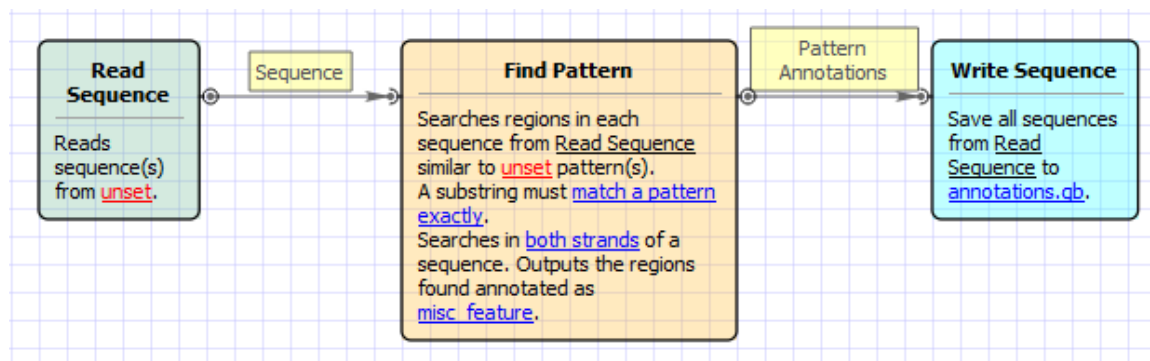 Read
Sequence
Reads
sequence(s)
from unset.
Sequence
Find Pattern
Searches regions in each
sequence from Read Sequence
similar to unset pattern(s).
A substring must match a pattern
exactly.
Searches in both strands of a
sequence. Outputs the regions
found annotated as
misc_feature.
Pattern
Annotations
Write Sequence
Save all sequences
from Read
Sequence to
annotations.gb.